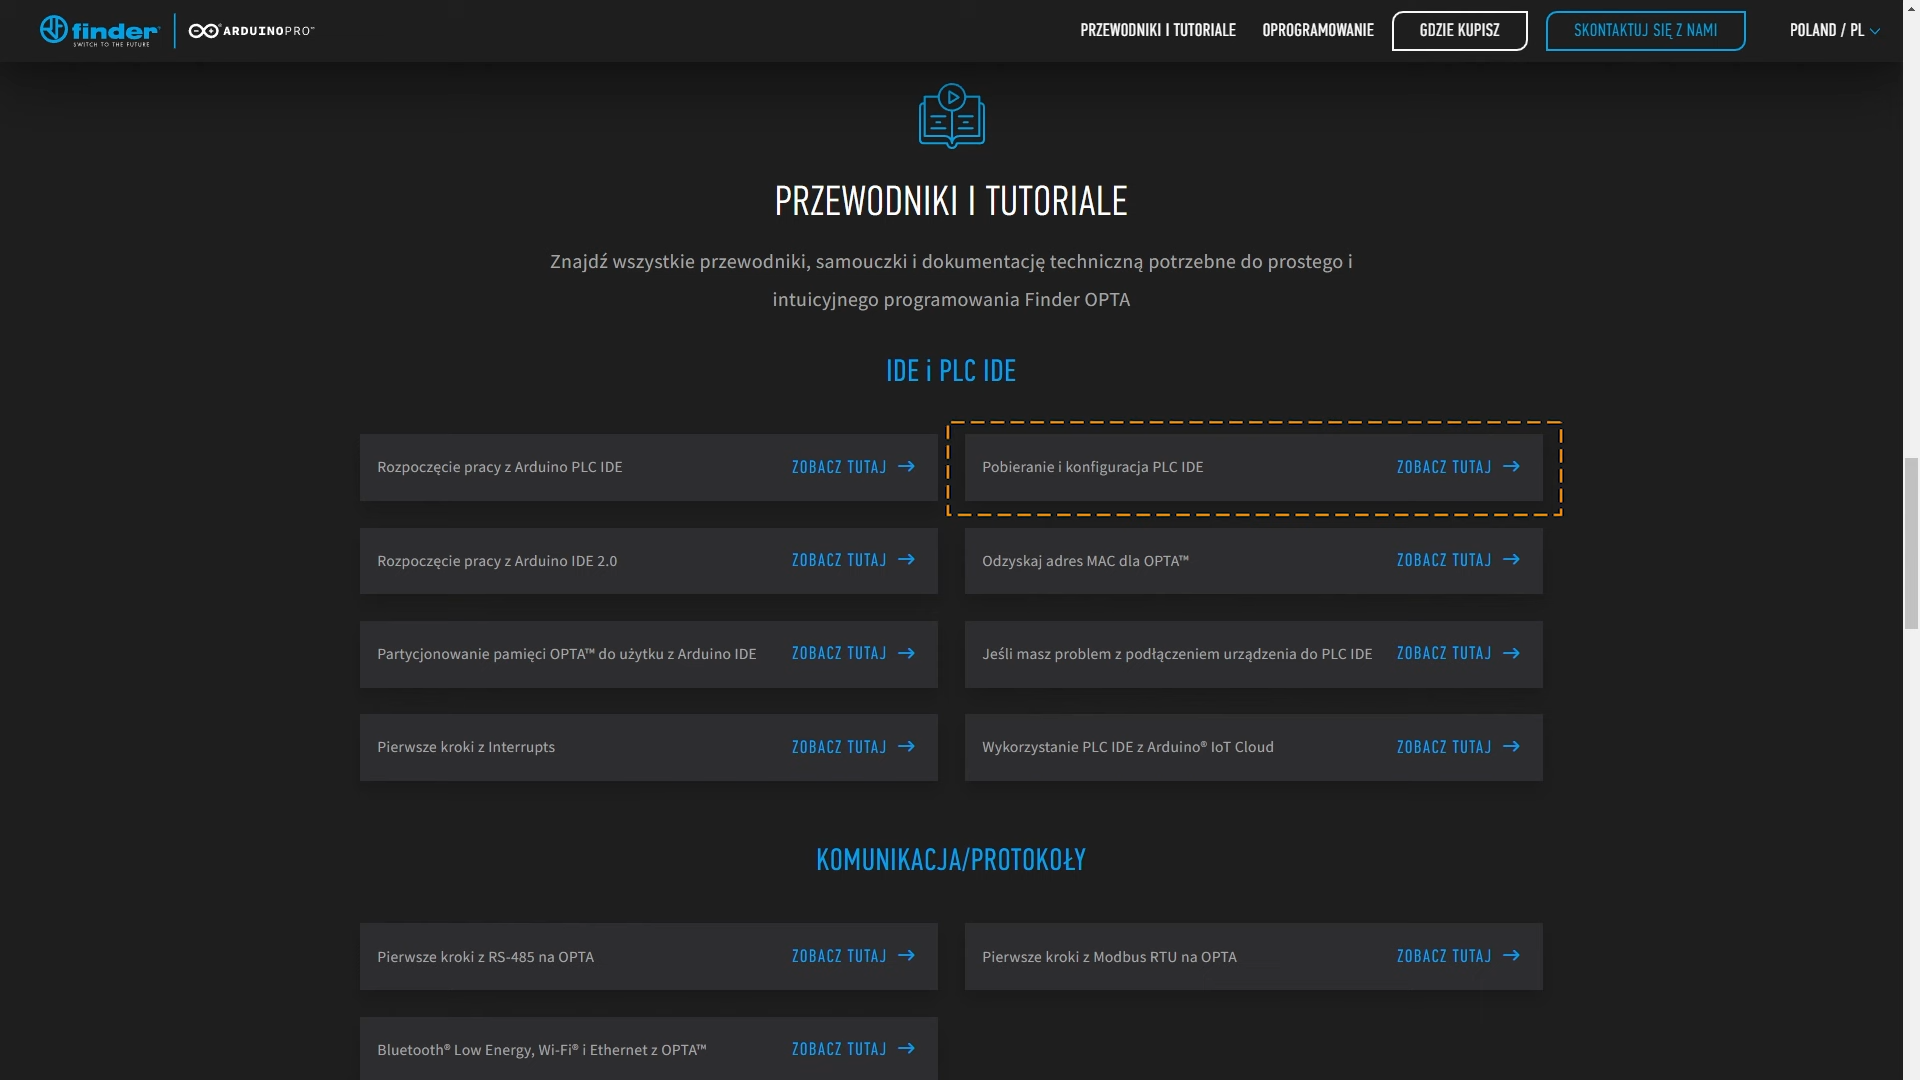 finder
SWITCH TO THE FUTURE
ARDUINO PRO™
PRZEWODNIKI I TUTORIALE
OPROGRAMOWANIE
GDZIE KUPISZ
SKONTAKTUJ SIĘ Z NAMI
POLAND / PL
PRZEWODNIKI I TUTORIALE
Znajdź wszystkie przewodniki, samouczki i dokumentację techniczną potrzebne do prostego i
intuicyjnego programowania Finder OPTA
IDE i PLC IDE
Rozpoczęcie pracy z Arduino PLC IDE
ZOBACZ TUTAJ →
Pobieranie i konfiguracja PLC IDE
ZOBACZ TUTAJ →
Rozpoczęcie pracy z Arduino IDE 2.0
ZOBACZ TUTAJ →
Odzyskaj adres MAC dla OPTA™
ZOBACZ TUTAJ →
Partycjonowanie pamięci OPTA™ do użytku z Arduino IDE
ZOBACZ TUTAJ →
Jeśli masz problem z podłączeniem urządzenia do PLC IDE
ZOBACZ TUTAJ →
Pierwsze kroki z Interrupts
ZOBACZ TUTAJ →
Wykorzystanie PLC IDE z Arduino® IoT Cloud
ZOBACZ TUTAJ →
KOMUNIKACJA/PROTOKOŁY
Pierwsze kroki z RS-485 na OPTA
ZOBACZ TUTAJ →
Pierwsze kroki z Modbus RTU na OPTA
ZOBACZ TUTAJ →
Bluetooth® Low Energy, Wi-Fi® i Ethernet z OPTA™
ZOBACZ TUTAJ →